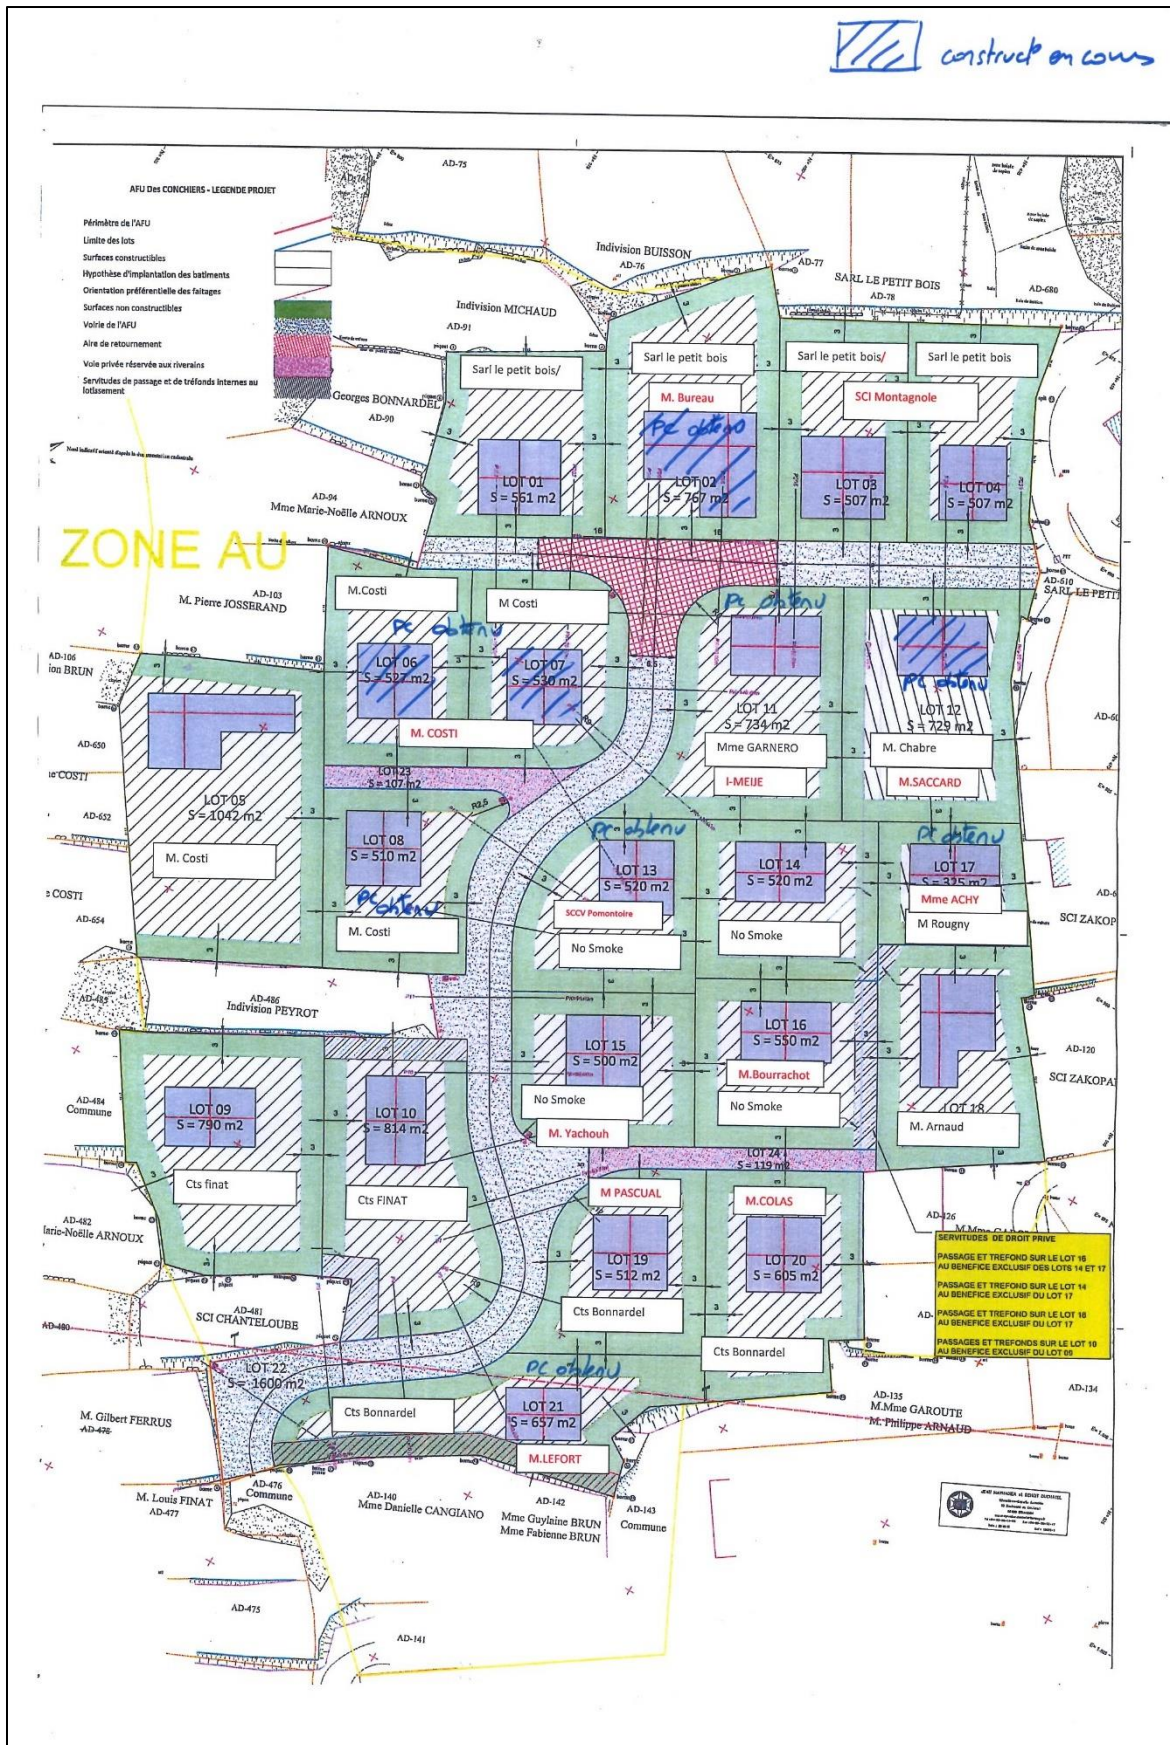 construct° en cours
AD-75
AFU Des CONCHIERS - LEGENDE PROJET
Périmètre de l'AFU
Limite des lots
Surfaces constructibles
Hypothèse d'implantation des batiments
Orientation préférentielle des faitages
Surfaces non constructibles
Voirie de l'AFU
Aire de retournement
Voie privée réservée aux riverains
Servitudes de passage et de tréfonds internes au
lotissement
Indivision BUISSON
AD-76
AD-77
SARL LE PETIT BOIS
AD-78
AD-680
Indivision MICHAUD
AD-91
Georges BONNARDEL
AD-90
AD-94
Mme Marie-Noëlle ARNOUX
Sarl le petit bois/
Sarl le petit bois
Sarl le petit bois/
Sarl le petit bois
M. Bureau
SCI Montagnole
PC obtenu
LOT 01
S = 561 m2
LOT 02
S = 767 m2
LOT 03
S = 507 m2
LOT 04
S = 507 m2
ZONE AU
AD-103
M. Pierre JOSSERAND
AD-610
SARL LE PETIT
M.Costi
M Costi
PC obtenu
PC obtenu
LOT 06
S = 527 m2
LOT 07
S = 530 m2
M. COSTI
LOT 11
S = 734 m2
Mme GARNERO
I-MEIJE
PC obtenu
LOT 12
S = 729 m2
M. Chabre
M.SACCARD
AD-106
ion BRUN
AD-650
COSTI
AD-652
COSTI
AD-654
LOT 05
S = 1042 m2
M. Costi
LOT 23
S = 107 m2
R2,5
LOT 08
S = 510 m2
PC obtenu
M. Costi
PC obtenu
LOT 13
S = 520 m2
SCCV Pomontoire
No Smoke
LOT 14
S = 520 m2
No Smoke
PC obtenu
LOT 17
S = 325 m2
Mme ACHY
M Rougny
SCI ZAKOP
AD-485
AD-486
Indivision PEYROT
LOT 15
S = 500 m2
No Smoke
M. Yachouh
LOT 16
S = 550 m2
M.Bourrachot
No Smoke
LOT 18
M. Arnaud
AD-120
SCI ZAKOPA
AD-484
Commune
LOT 09
S = 790 m2
Cts finat
LOT 10
S = 814 m2
Cts FINAT
LOT 24
S = 119 m2
AD-482
arie-Noëlle ARNOUX
M PASCUAL
M.COLAS
LOT 19
S = 512 m2
LOT 20
S = 605 m2
Cts Bonnardel
Cts Bonnardel
AD-126
SERVITUDES DE DROIT PRIVE
PASSAGE ET TREFOND SUR LE LOT 16
AU BENEFICE EXCLUSIF DES LOTS 14 ET 17
PASSAGE ET TREFOND SUR LE LOT 14
AU BENEFICE EXCLUSIF DU LOT 17
PASSAGE ET TREFOND SUR LE LOT 18
AU BENEFICE EXCLUSIF DU LOT 17
PASSAGES ET TREFONDS SUR LE LOT 10
AU BENEFICE EXCLUSIF DU LOT 09
AD-481
SCI CHANTELOUBE
AD-480
LOT 22
S = 1600 m2
PC obtenu
LOT 21
S = 657 m2
Cts Bonnardel
M.LEFORT
M. Gilbert FERRUS
AD-478
AD-135
M.Mme GAROUTE
M. Philippe ARNAUD
AD-134
M. Louis FINAT
AD-477
AD-476
Commune
AD-140
Mme Danielle CANGIANO
AD-142
Mme Guylaine BRUN
Mme Fabienne BRUN
AD-143
Commune
AD-475
AD-141